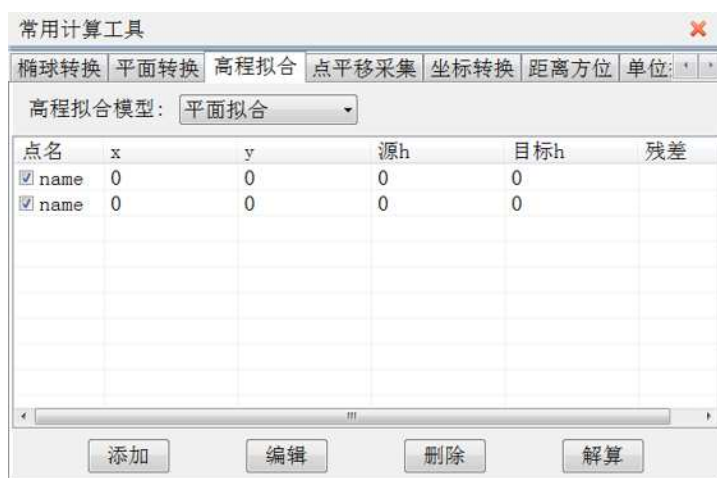 常用计算工具
椭球转换 平面转换 高程拟合 点平移采集 坐标转换 距离方位 单位
高程拟合模型: 平面拟合
点名 x y 源h 目标h 残差
name 0 0 0 0
name 0 0 0 0
添加 编辑 删除 解算